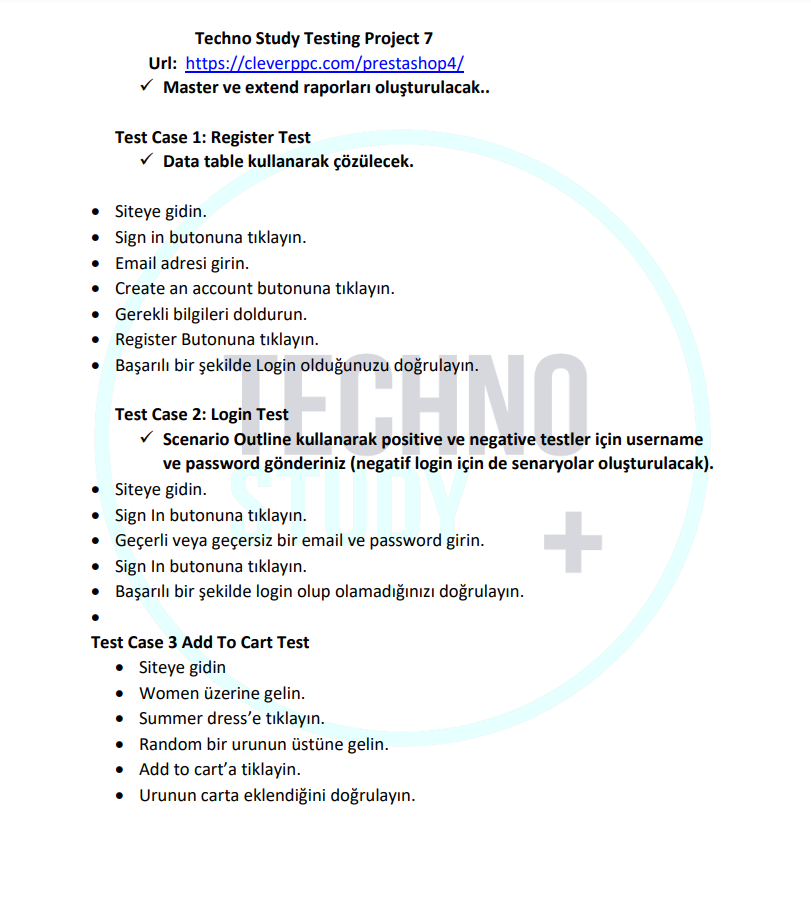 Techno Study Testing Project 7
Url: https://cleverppc.com/prestashop4/
✓ Master ve extend raporları oluşturulacak..
Test Case 1: Register Test
✓ Data table kullanarak çözülecek.
• Siteye gidin.
• Sign in butonuna tıklayın.
• Email adresi girin.
• Create an account butonuna tıklayın.
• Gerekli bilgileri doldurun.
• Register Butonuna tıklayın.
• Başarılı bir şekilde Login olduğunuzu doğrulayın.
Test Case 2: Login Test
✓ Scenario Outline kullanarak positive ve negative testler için username
ve password gönderiniz (negatif login için de senaryolar oluşturulacak).
• Siteye gidin.
• Sign In butonuna tıklayın.
• Geçerli veya geçersiz bir email ve password girin.
• Sign In butonuna tıklayın.
• Başarılı bir şekilde login olup olamadığınızı doğrulayın.
•
Test Case 3 Add To Cart Test
• Siteye gidin
• Women üzerine gelin.
• Summer dress’e tıklayın.
• Random bir urunun üstüne gelin.
• Add to cart’a tiklayin.
• Urunun carta eklendiğini doğrulayın.
TECHNO
STUDY
+